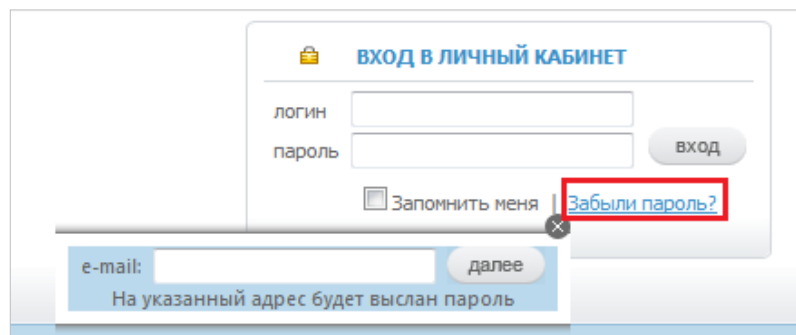 ВХОД В ЛИЧНЫЙ КАБИНЕТ
логин
пароль
вход
Запомнить меня | Забыли пароль?
e-mail:
далее
На указанный адрес будет выслан пароль